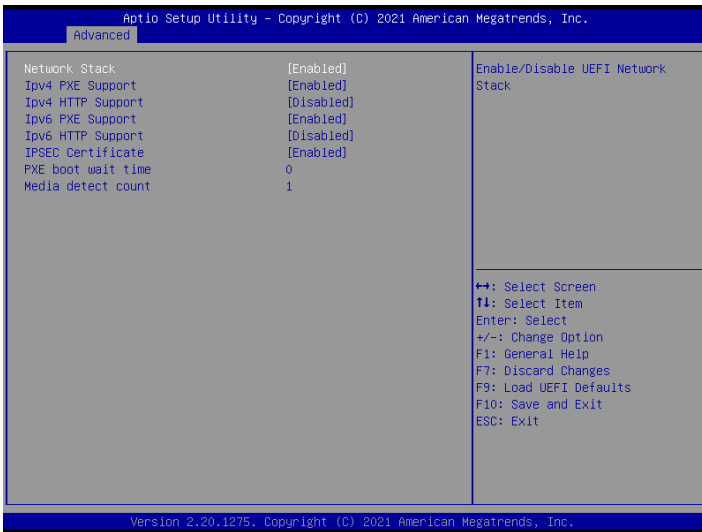 Aptio Setup Utility – Copyright (C) 2021 American Megatrends, Inc.
Advanced
Network Stack [Enabled]
Ipv4 PXE Support [Enabled]
Ipv4 HTTP Support [Disabled]
Ipv6 PXE Support [Enabled]
Ipv6 HTTP Support [Disabled]
IPSEC Certificate [Enabled]
PXE boot wait time 0
Media detect count 1
Enable/Disable UEFI Network
Stack
↔: Select Screen
↑↓: Select Item
Enter: Select
+/-: Change Option
F1: General Help
F7: Discard Changes
F9: Load UEFI Defaults
F10: Save and Exit
ESC: Exit
Version 2.20.1275. Copyright (C) 2021 American Megatrends, Inc.